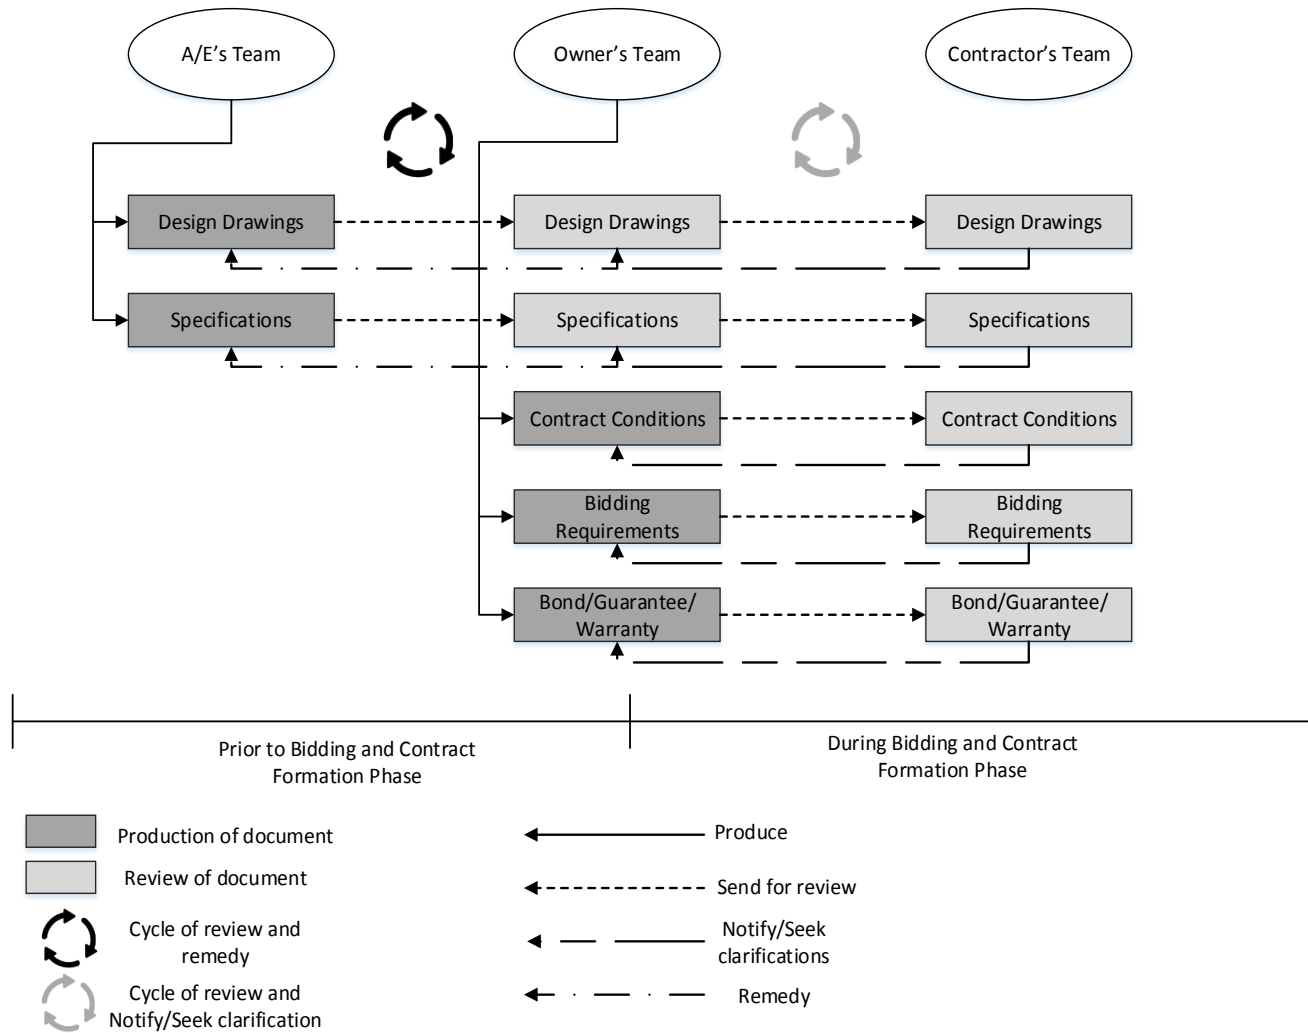 A/E's Team
Owner's Team
Contractor's Team
Design Drawings
Design Drawings
Design Drawings
Specifications
Specifications
Specifications
Contract Conditions
Contract Conditions
Bidding
Requirements
Bidding
Requirements
Bond/Guarantee/
Warranty
Bond/Guarantee/
Warranty
Prior to Bidding and Contract
Formation Phase
During Bidding and Contract
Formation Phase
Production of document
Produce
Review of document
Send for review
Cycle of review and
remedy
Notify/Seek
clarifications
Cycle of review and
Notify/Seek clarification
Remedy